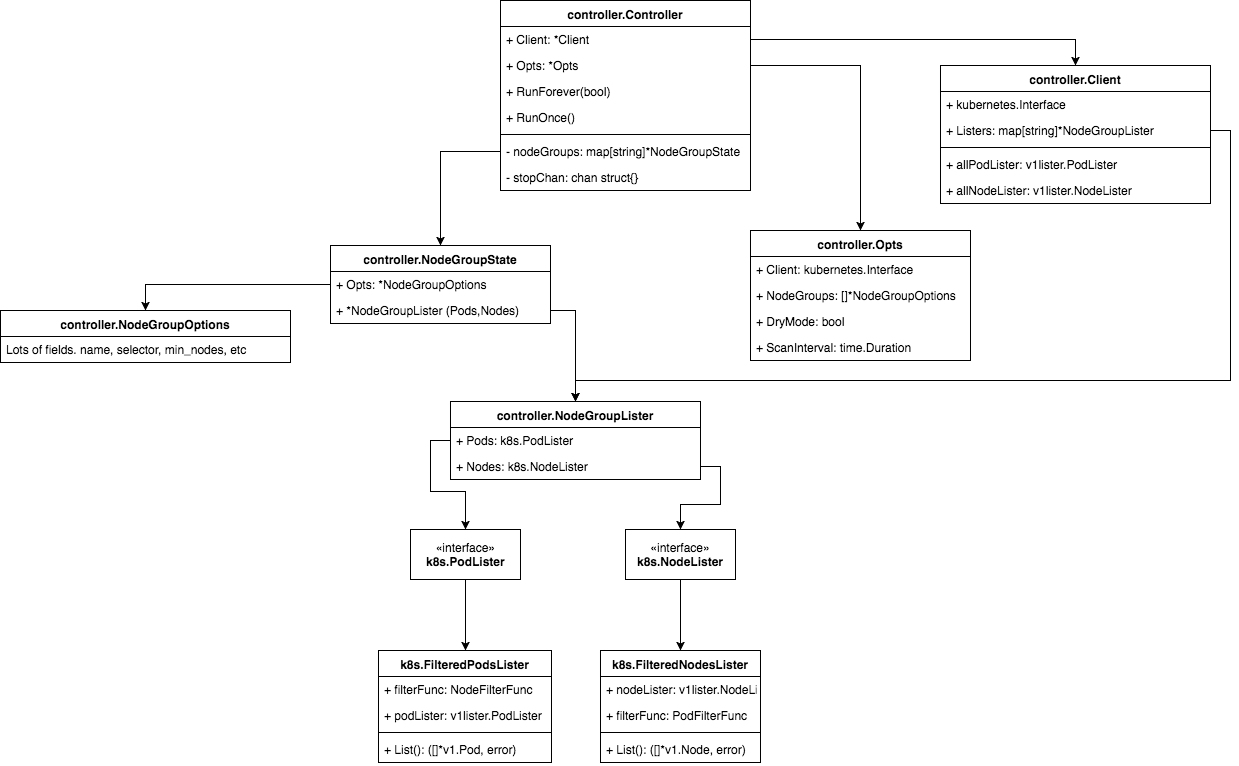 controller.Controller
+ Client: *Client
+ Opts: *Opts
+ RunForever(bool)
+ RunOnce()
- nodeGroups: map[string]*NodeGroupState
- stopChan: chan struct{}
controller.Client
+ kubernetes.Interface
+ Listers: map[string]*NodeGroupLister
+ allPodLister: v1lister.PodLister
+ allNodeLister: v1lister.NodeLister
controller.NodeGroupState
+ Opts: *NodeGroupOptions
+ *NodeGroupLister (Pods,Nodes)
controller.Opts
+ Client: kubernetes.Interface
+ NodeGroups: []*NodeGroupOptions
+ DryMode: bool
+ ScanInterval: time.Duration
controller.NodeGroupOptions
Lots of fields. name, selector, min_nodes, etc
controller.NodeGroupLister
+ Pods: k8s.PodLister
+ Nodes: k8s.NodeLister
«interface»
k8s.PodLister
«interface»
k8s.NodeLister
k8s.FilteredPodsLister
+ filterFunc: NodeFilterFunc
+ podLister: v1lister.PodLister
+ List(): ([]*v1.Pod, error)
k8s.FilteredNodesLister
+ nodeLister: v1lister.NodeLi
+ filterFunc: PodFilterFunc
+ List(): ([]*v1.Node, error)